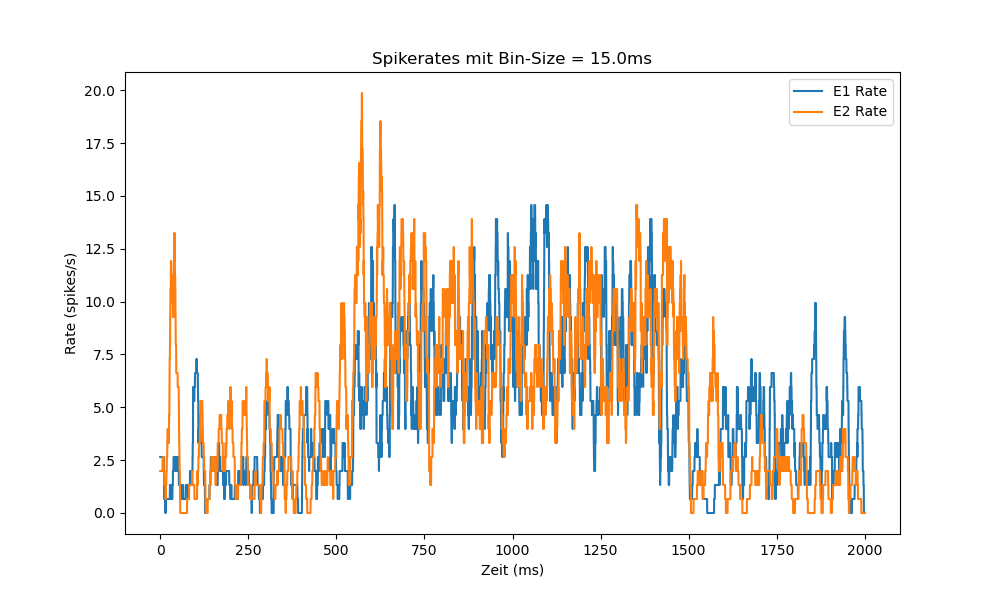 Spikerates mit Bin-Size = 15.0ms
E1 Rate
E2 Rate
20.0
17.5
15.0
12.5
10.0
7.5
5.0
2.5
0.0
Rate (spikes/s)
0 250 500 750 1000 1250 1500 1750 2000
Zeit (ms)